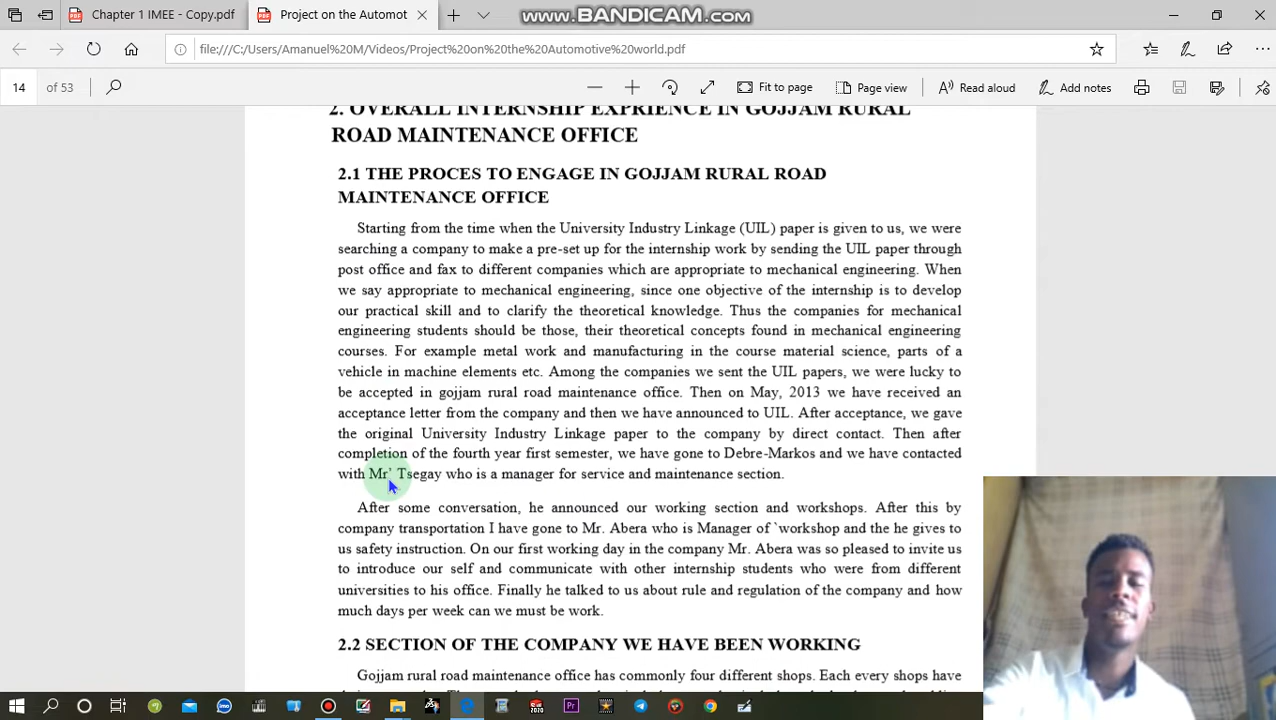 Chapter 1 IMEE - Copy.pdf
Project on the Automot
www.BANDICAM.com
file:///C:/Users/Amanuel%20M/Videos/Project%20on%20the%20Automotive%20world.pdf
14 of 53
Fit to page
Page view
Read aloud
Add notes
2. OVERALL INTERNSHIP EXPRIENCE IN GOJJAM RURAL
ROAD MAINTENANCE OFFICE
2.1 THE PROCES TO ENGAGE IN GOJJAM RURAL ROAD
MAINTENANCE OFFICE
Starting from the time when the University Industry Linkage (UIL) paper is given to us, we were
searching a company to make a pre-set up for the internship work by sending the UIL paper through
post office and fax to different companies which are appropriate to mechanical engineering. When
we say appropriate to mechanical engineering, since one objective of the internship is to develop
our practical skill and to clarify the theoretical knowledge. Thus the companies for mechanical
engineering students should be those, their theoretical concepts found in mechanical engineering
courses. For example metal work and manufacturing in the course material science, parts of a
vehicle in machine elements etc. Among the companies we sent the UIL papers, we were lucky to
be accepted in gojjam rural road maintenance office. Then on May, 2013 we have received an
acceptance letter from the company and then we have announced to UIL. After acceptance, we gave
the original University Industry Linkage paper to the company by direct contact. Then after
completion of the fourth year first semester, we have gone to Debre-Markos and we have contacted
with Mr' Tsegay who is a manager for service and maintenance section.
After some conversation, he announced our working section and workshops. After this by
company transportation I have gone to Mr. Abera who is Manager of `workshop and the he gives to
us safety instruction. On our first working day in the company Mr. Abera was so pleased to invite us
to introduce our self and communicate with other internship students who were from different
universities to his office. Finally he talked to us about rule and regulation of the company and how
much days per week can we must be work.
2.2 SECTION OF THE COMPANY WE HAVE BEEN WORKING
Gojjam rural road maintenance office has commonly four different shops. Each every shops have